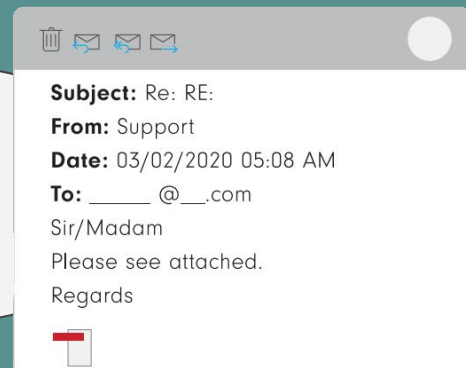 Subject: Re: RE:
From: Support
Date: 03/02/2020 05:08 AM
To: ______ @__.com
Sir/Madam
Please see attached.
Regards